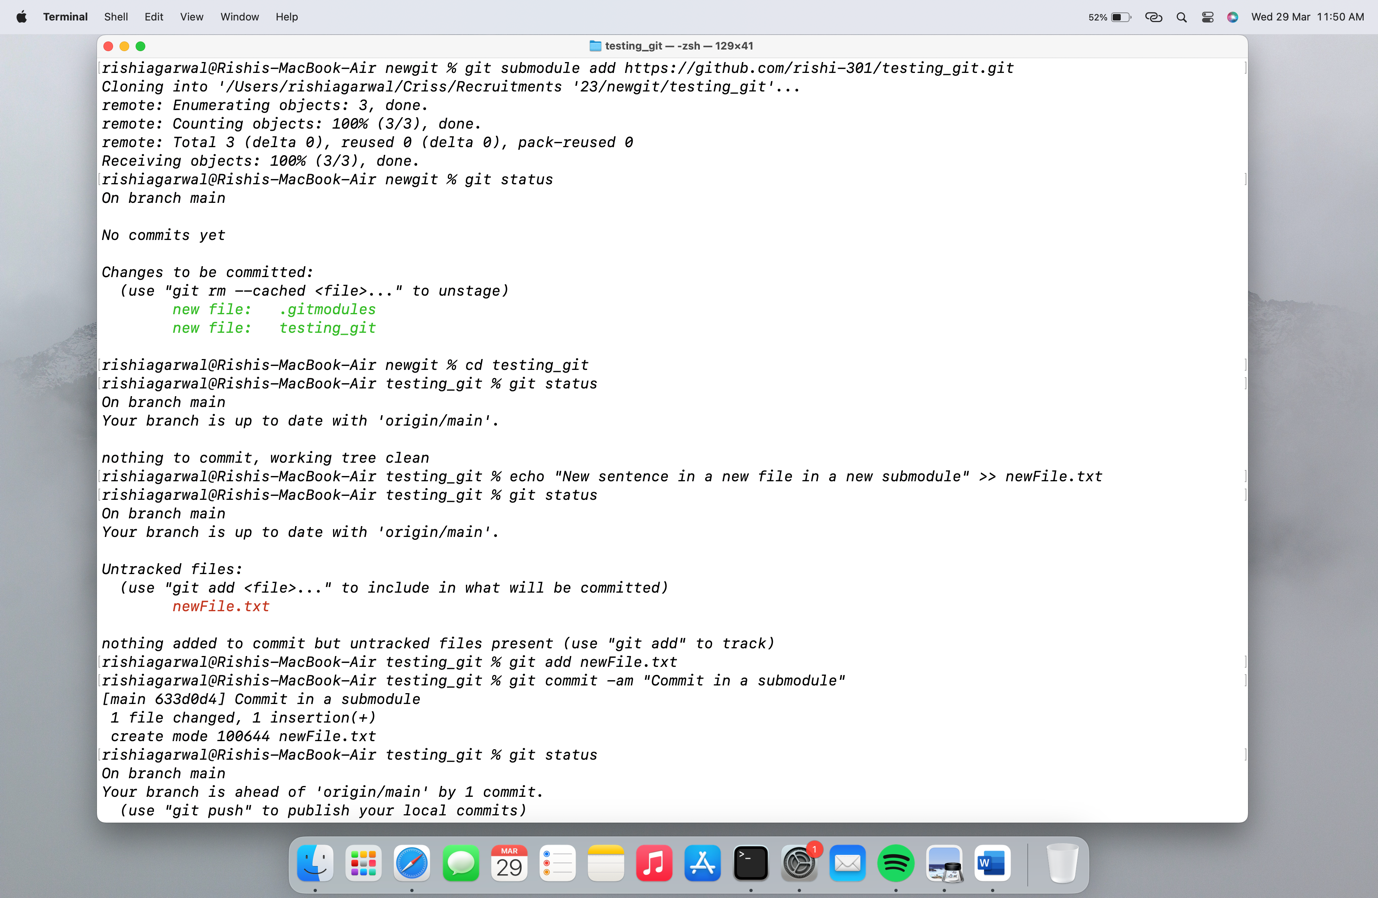 Terminal Shell Edit View Window Help 52% Wed 29 Mar 11:50 AM
testing_git — -zsh — 129×41
rishiagarwal@Rishis-MacBook-Air newgit % git submodule add https://github.com/rishi-301/testing_git.git
Cloning into '/Users/rishiagarwal/Criss/Recruitments '23/newgit/testing_git'...
remote: Enumerating objects: 3, done.
remote: Counting objects: 100% (3/3), done.
remote: Total 3 (delta 0), reused 0 (delta 0), pack-reused 0
Receiving objects: 100% (3/3), done.
rishiagarwal@Rishis-MacBook-Air newgit % git status
On branch main
No commits yet
Changes to be committed:
(use "git rm --cached <file>..." to unstage)
new file: .gitmodules
new file: testing_git
rishiagarwal@Rishis-MacBook-Air newgit % cd testing_git
rishiagarwal@Rishis-MacBook-Air testing_git % git status
On branch main
Your branch is up to date with 'origin/main'.
nothing to commit, working tree clean
rishiagarwal@Rishis-MacBook-Air testing_git % echo "New sentence in a new file in a new submodule" >> newFile.txt
rishiagarwal@Rishis-MacBook-Air testing_git % git status
On branch main
Your branch is up to date with 'origin/main'.
Untracked files:
(use "git add <file>..." to include in what will be committed)
newFile.txt
nothing added to commit but untracked files present (use "git add" to track)
rishiagarwal@Rishis-MacBook-Air testing_git % git add newFile.txt
rishiagarwal@Rishis-MacBook-Air testing_git % git commit -am "Commit in a submodule"
[main 633d0d4] Commit in a submodule
1 file changed, 1 insertion(+)
create mode 100644 newFile.txt
rishiagarwal@Rishis-MacBook-Air testing_git % git status
On branch main
Your branch is ahead of 'origin/main' by 1 commit.
(use "git push" to publish your local commits)
MAR
29
>_
1
W